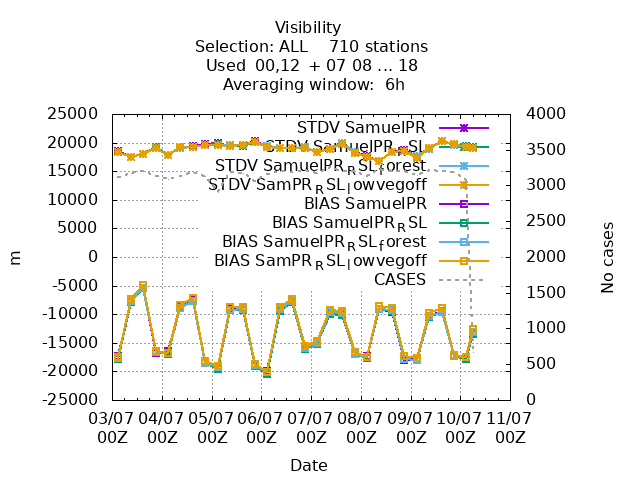 Visibility
Selection: ALL 710 stations
Used 00,12 + 07 08 ... 18
Averaging window: 6h
25000
20000
15000
10000
5000
0
-5000
-10000
-15000
-20000
-25000
m
4000
3500
3000
2500
2000
1500
1000
500
0
No cases
STDV SamuelPR
STDV SamuelPR_RSL
STDV SamuelPR_RSL_forest
STDV SamPR_RSL_lowvegoff
BIAS SamuelPR
BIAS SamuelPR_RSL
BIAS SamuelPR_RSL_forest
BIAS SamPR_RSL_lowvegoff
CASES
03/07 04/07 05/07 06/07 07/07 08/07 09/07 10/07 11/07
00Z 00Z 00Z 00Z 00Z 00Z 00Z 00Z 00Z
Date